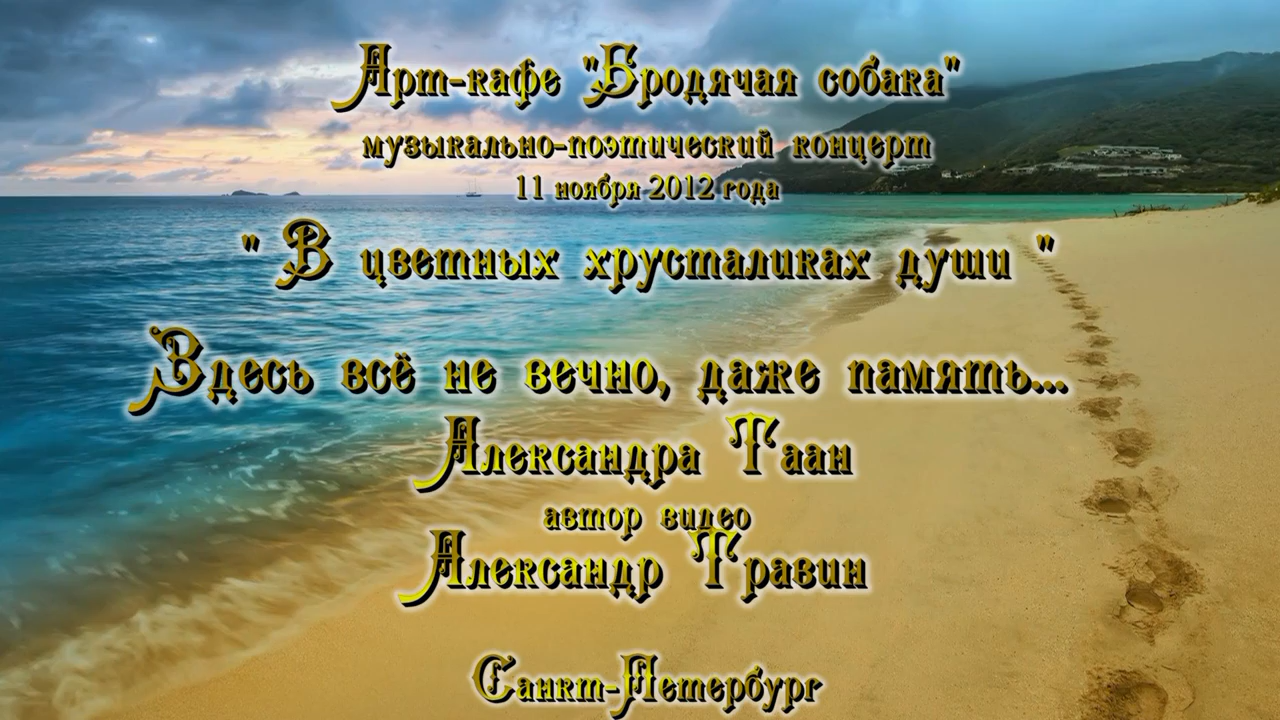 Арт-кафе "Бродячая собака"
музыкально-поэтический концерт
11 ноября 2012 года
" В цветных хрусталиках души "
Здесь всё не вечно, даже память...
Александра Таан
автор видео
Александр Травин
Санкт-Петербург